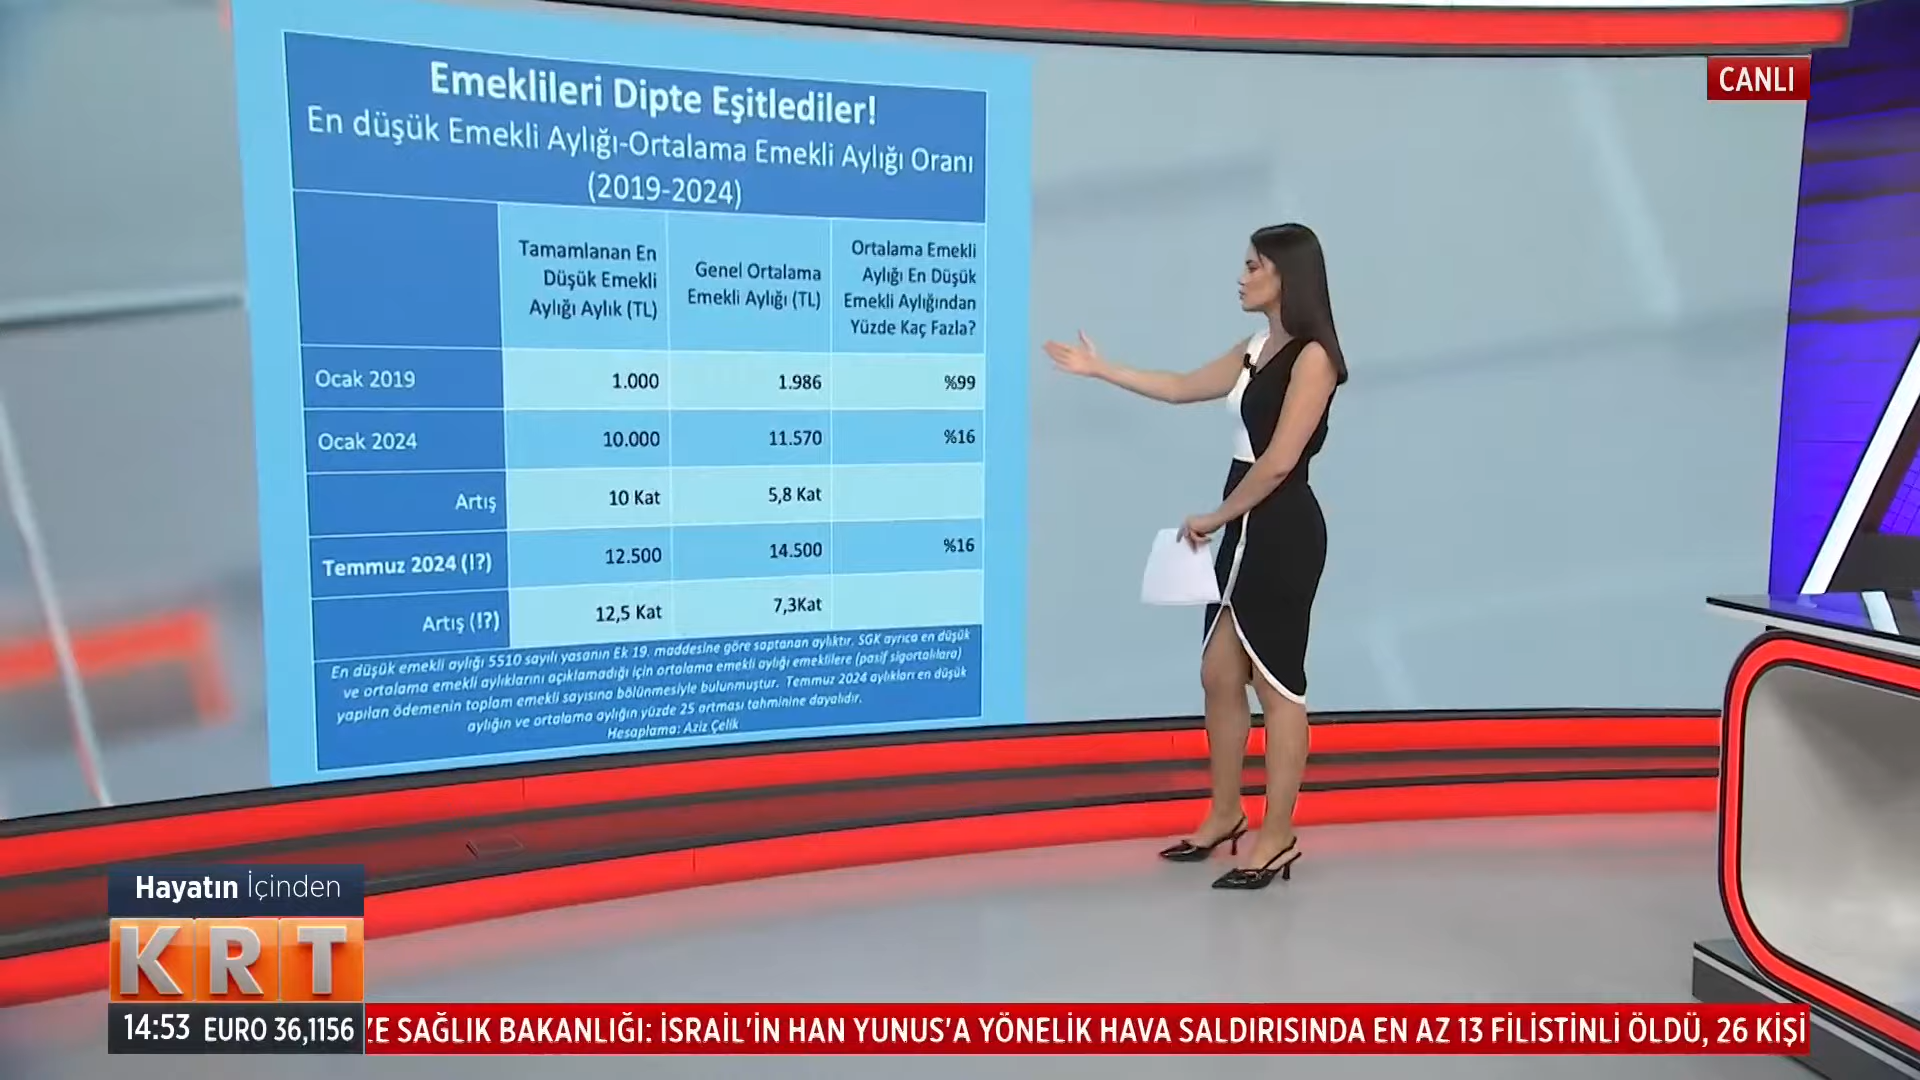 CANLI
Emeklileri Dipte Eşitlediler!
En düşük Emekli Aylığı-Ortalama Emekli Aylığı Oranı
(2019-2024)
Tamamlanan En
Düşük Emekli
Aylığı Aylık (TL)
Genel Ortalama
Emekli Aylığı (TL)
Ortalama Emekli
Aylığı En Düşük
Emekli Aylığından
Yüzde Kaç Fazla?
Ocak 2019 1.000 1.986 %99
Ocak 2024 10.000 11.570 %16
Artış 10 Kat 5,8 Kat
Temmuz 2024 (!?) 12.500 14.500 %16
Artış (!?) 12,5 Kat 7,3Kat
En düşük emekli aylığı 5510 sayılı yasanın Ek 19. maddesine göre saptanan aylıktır. SGK ayrıca en düşük
ve ortalama emekli aylıklarını açıklamadığı için ortalama emekli aylığı emeklilere (pasif sigortalılara)
yapılan ödemenin toplam emekli sayısına bölünmesiyle bulunmuştur. Temmuz 2024 aylıkları en düşük
aylığın ve ortalama aylığın yüzde 25 artması tahminine dayalıdır.
Hesaplama: Aziz Çelik
Hayatın İçinden
KRT
14:53 EURO 36,1156
ZE SAĞLIK BAKANLIĞI: İSRAİL'İN HAN YUNUS'A YÖNELİK HAVA SALDIRISINDA EN AZ 13 FİLİSTİNLİ ÖLDÜ, 26 KİŞİ